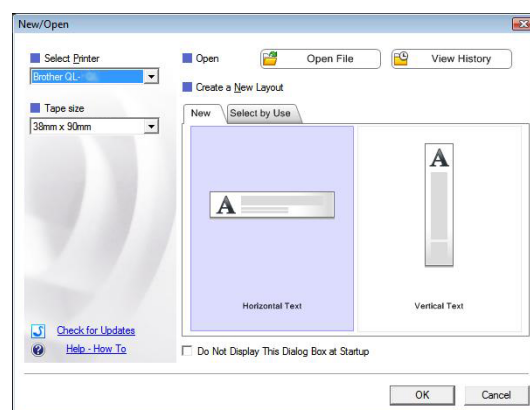 New/Open
Select Printer
Brother QL-
Tape size
38mm x 90mm
Check for Updates
Help - How To
Open
Open File
View History
Create a New Layout
New
Select by Use
A
Horizontal Text
A
Vertical Text
Do Not Display This Dialog Box at Startup
OK
Cancel